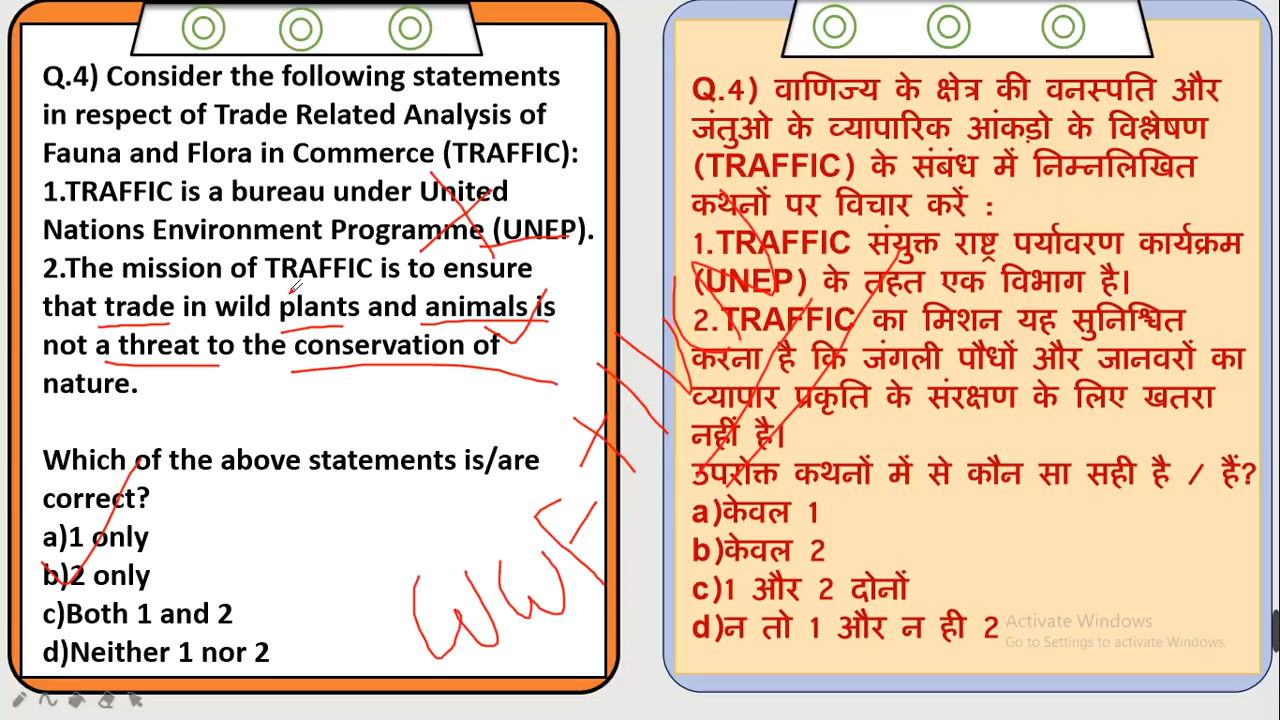 Q.4) Consider the following statements
in respect of Trade Related Analysis of
Fauna and Flora in Commerce (TRAFFIC):
1.TRAFFIC is a bureau under United
Nations Environment Programme (UNEP).
2.The mission of TRAFFIC is to ensure
that trade in wild plants and animals is
not a threat to the conservation of
nature.
Which of the above statements is/are
correct?
a)1 only
b)2 only
c)Both 1 and 2
d)Neither 1 nor 2
WWF +
Q.4) वाणिज्य के क्षेत्र की वनस्पति और
जंतुओ के व्यापारिक आंकड़ो के विश्लेषण
(TRAFFIC) के संबंध में निम्नलिखित
कथनों पर विचार करें :
1.TRAFFIC संयुक्त राष्ट्र पर्यावरण कार्यक्रम
(UNEP) के तहत एक विभाग है।
2.TRAFFIC का मिशन यह सुनिश्चित
करना है कि जंगली पौधों और जानवरों का
व्यापार प्रकृति के संरक्षण के लिए खतरा
नहीं है।
उपरोक्त कथनों में से कौन सा सही है / हैं?
a)केवल 1
b)केवल 2
c)1 और 2 दोनों
d)न तो 1 और न ही 2
Activate Windows
Go to Settings to activate Windows.